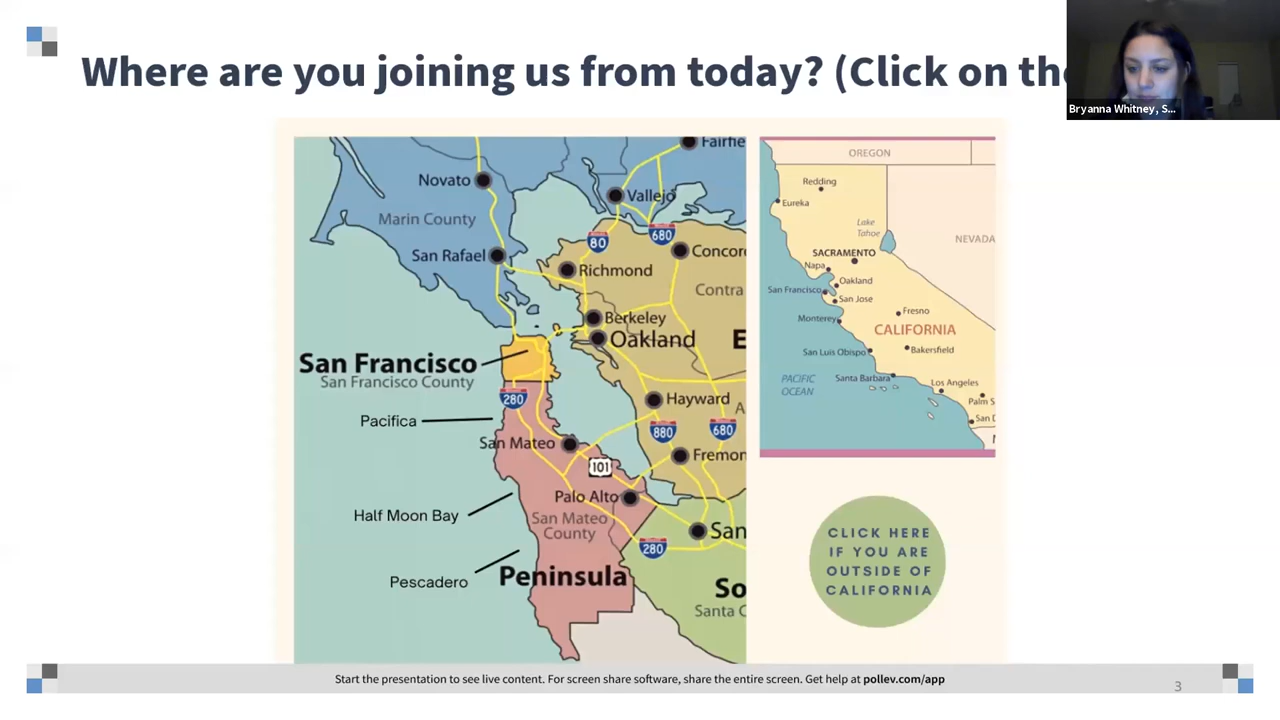 Where are you joining us from today? (Click on the
Bryanna Whitney, S...
Fairfie
Novato
Vallejo
Marin County
680
80
San Rafael
Concor
Richmond
Contra
Berkeley
Oakland
E
San Francisco
San Francisco County
280
Hayward
A
Pacifica
880
680
San Mateo
Fremon
101
Palo Alto
Half Moon Bay
San Mateo
County
San
280
Peninsula
Pescadero
So
Santa C
OREGON
Redding
Eureka
Lake
Tahoe
NEVADA
SACRAMENTO
Napa
Oakland
San Francisco
San Jose
Monterey
Fresno
CALIFORNIA
San Luis Obispo
Bakersfield
PACIFIC
OCEAN
Santa Barbara
Los Angeles
Palm S
San D
CLICK HERE
IF YOU ARE
OUTSIDE OF
CALIFORNIA
Start the presentation to see live content. For screen share software, share the entire screen. Get help at pollev.com/app
3